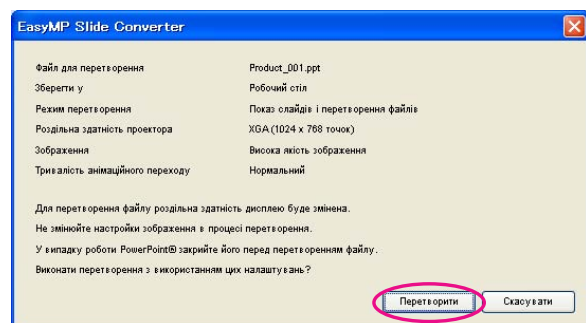 EasyMP Slide Converter
Файл для перетворення Product_001.ppt
Зберегти у Робочий стіл
Режим перетворення Показ слайдів і перетворення файлів
Роздільна здатність проектора XGA (1024 x 768 точок)
Зображення Висока якість зображення
Тривалість анімаційного переходу Нормальний
Для перетворення файлу роздільна здатність дисплею буде змінена.
Не змінюйте настройки зображення в процесі перетворення.
У випадку роботи PowerPoint® закрийте його перед перетворенням файлу.
Виконати перетворення з використанням цих налаштувань?
Перетворити Скасувати